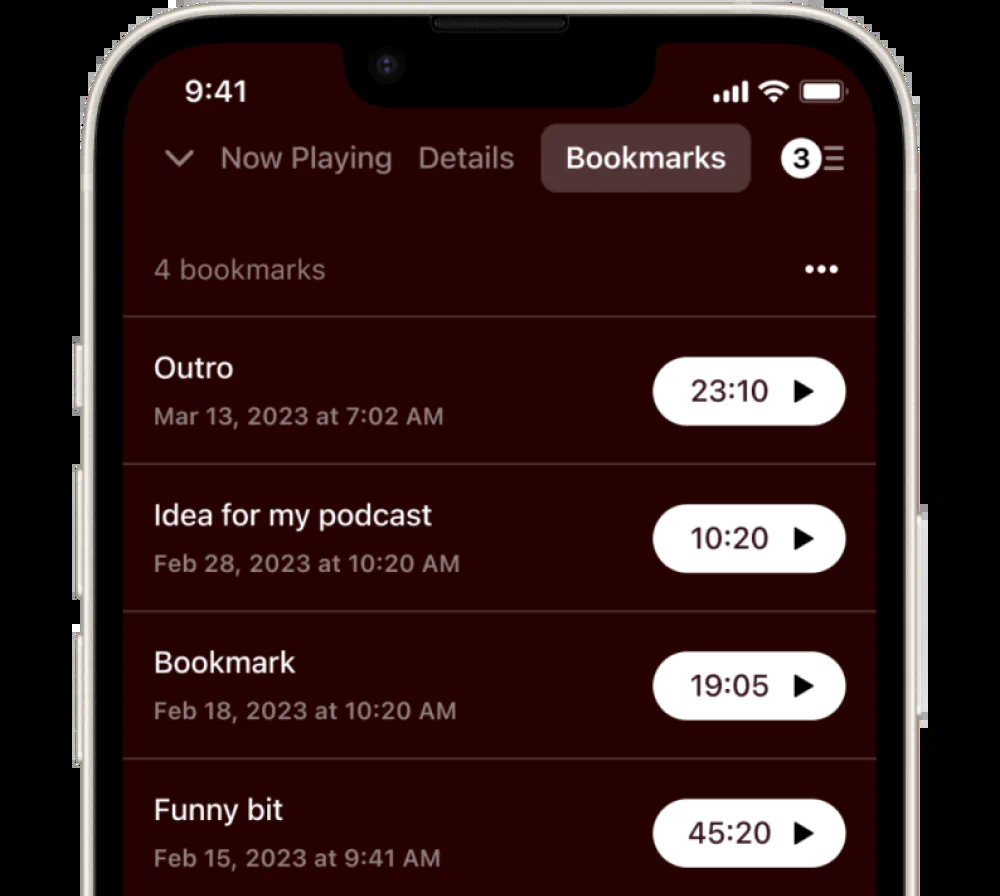 9:41
Now Playing Details Bookmarks 3
4 bookmarks
Outro
Mar 13, 2023 at 7:02 AM
23:10
Idea for my podcast
Feb 28, 2023 at 10:20 AM
10:20
Bookmark
Feb 18, 2023 at 10:20 AM
19:05
Funny bit
Feb 15, 2023 at 9:41 AM
45:20